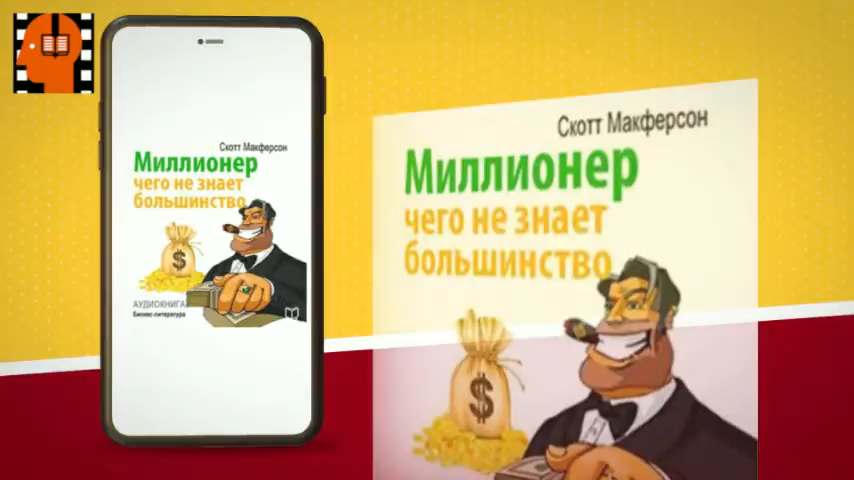 Скотт Макферсон
Миллионер
чего не знает
большинство
$
АУДИОКНИГА
Бизнес-литература
Скотт Макферсон
Миллионер
чего не знает
большинство
$